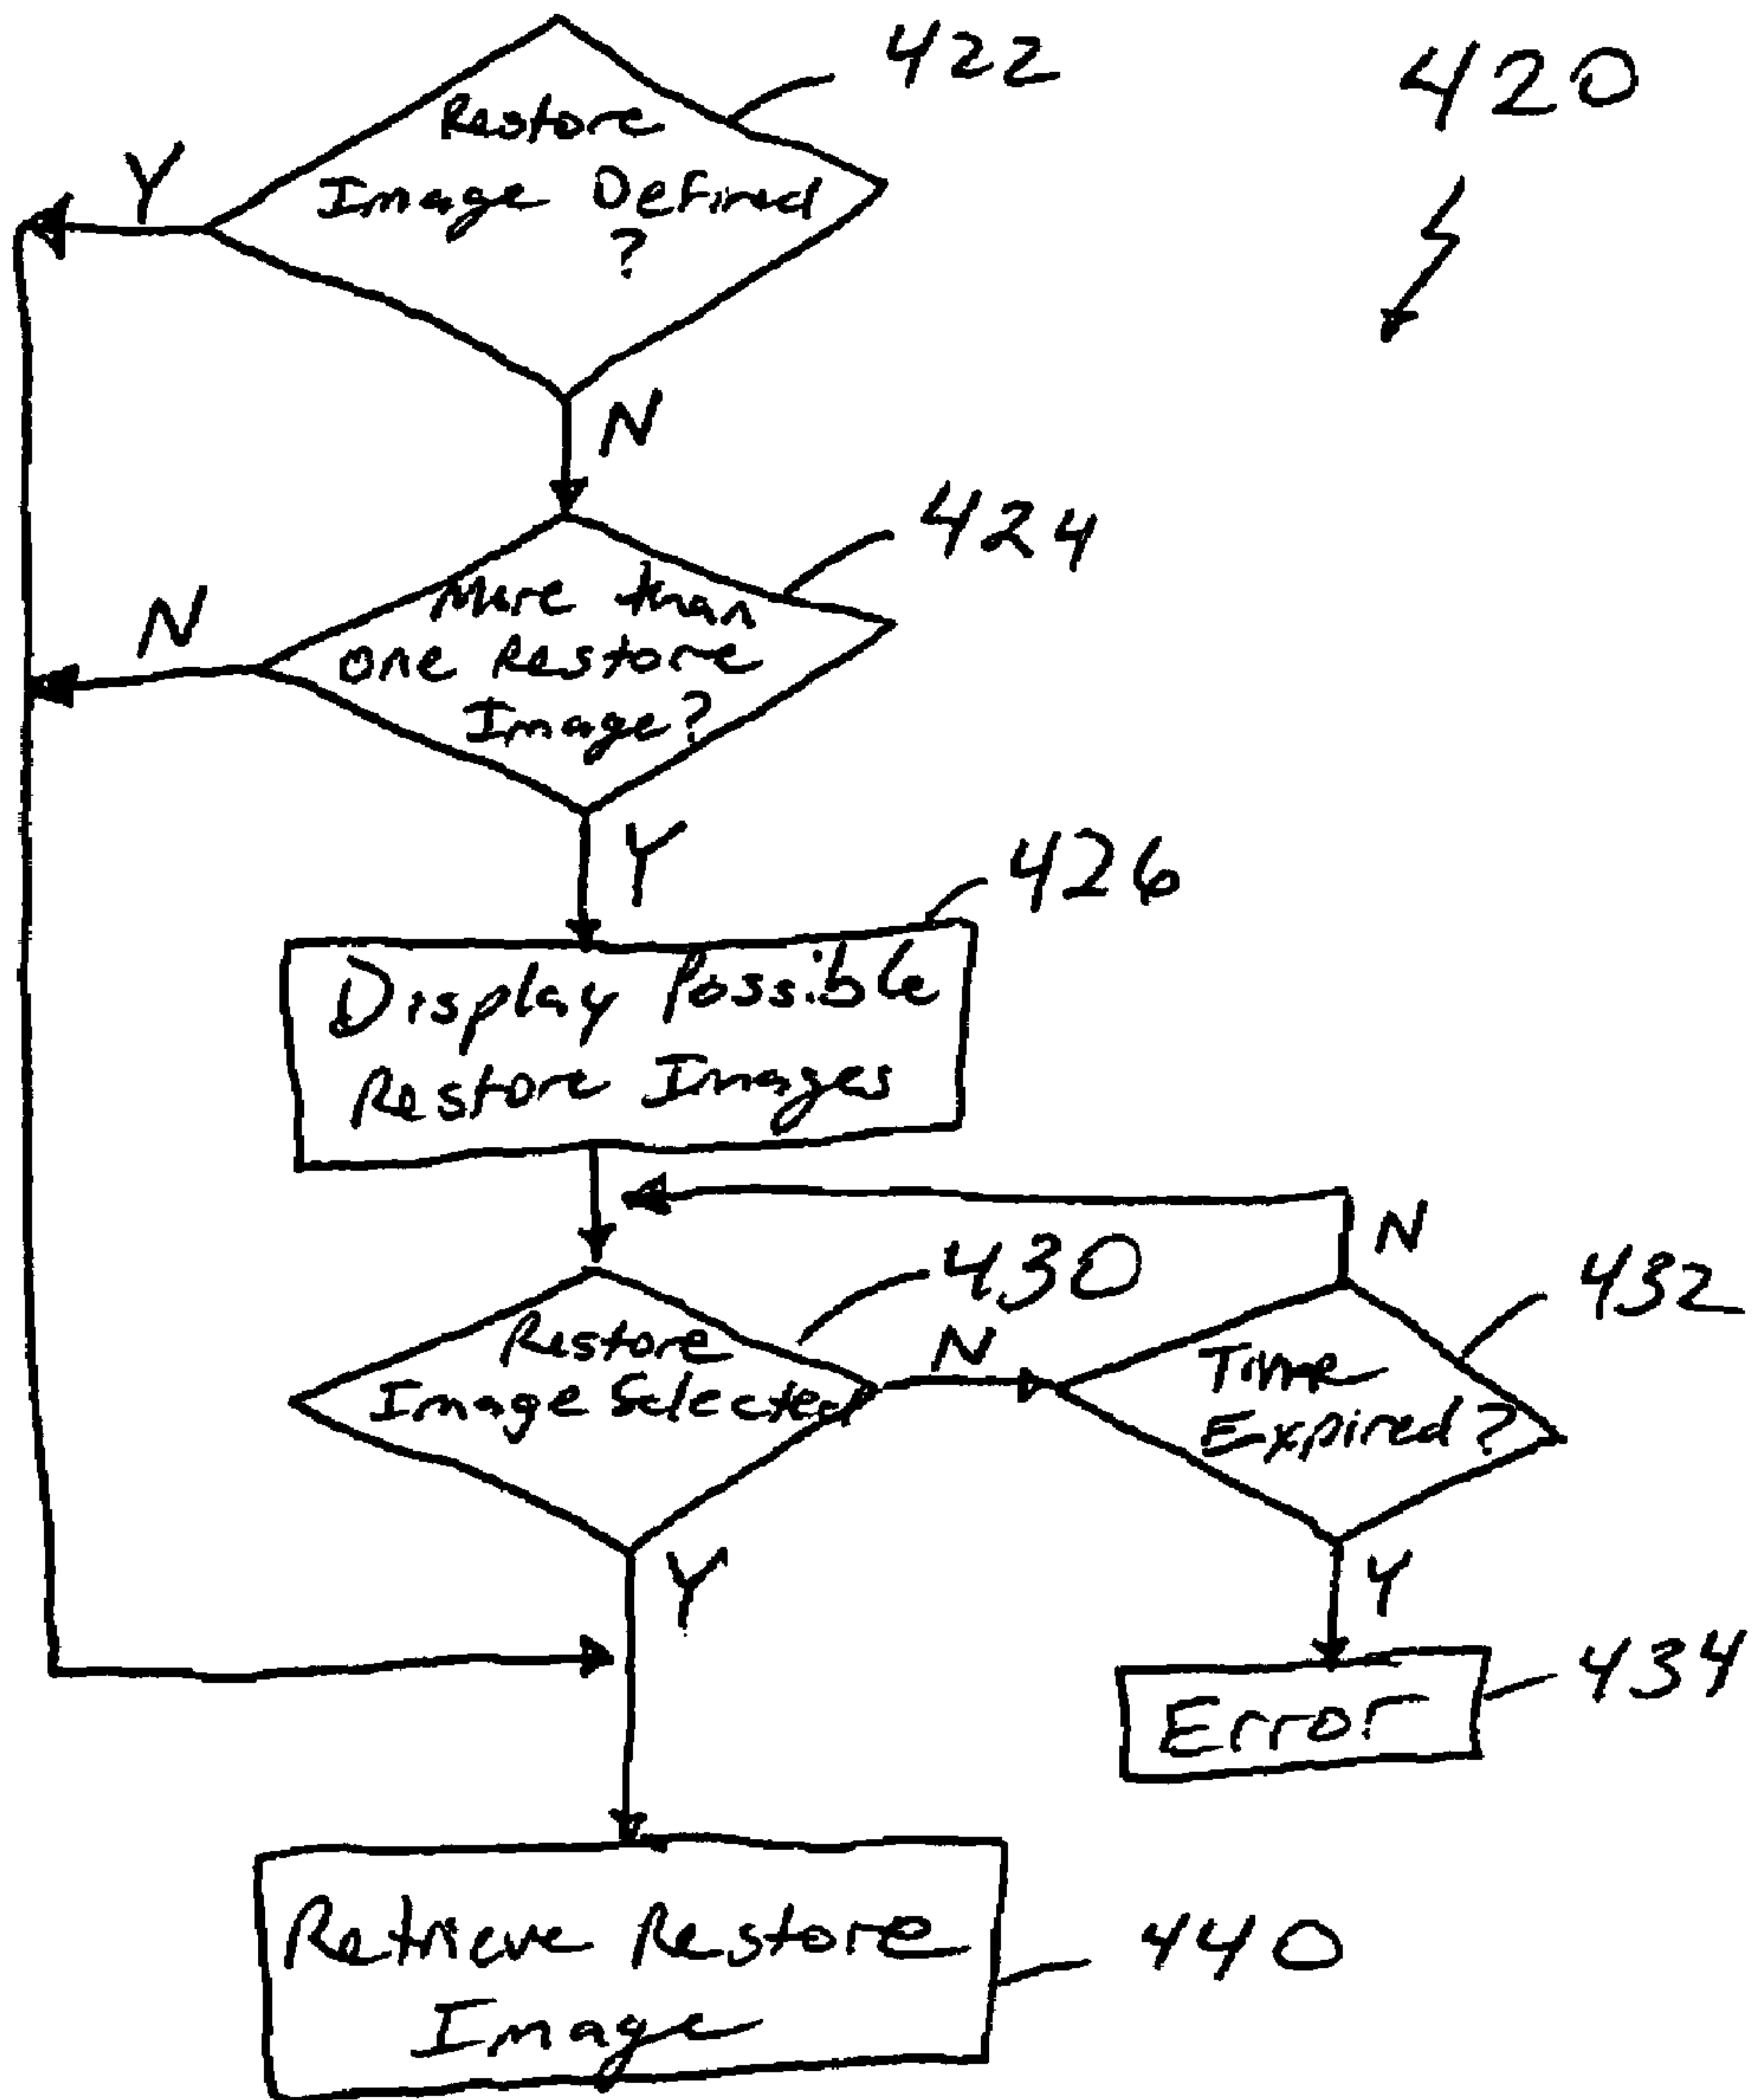 422
420
Restore
Image Defined
?
Y
N
424
More than
one Restore
Image?
N
Y
426
Display Possible
Restore Images
N
430
432
Restore
Image Selected
N
Time
Expired?
Y
Y
434
Error
Retrieve Restore
Image
440